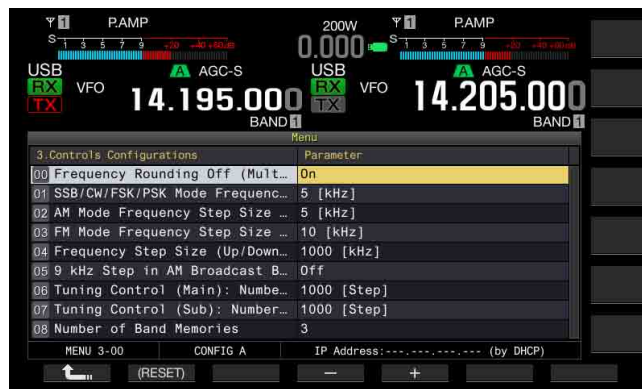 1 P.AMP 200W 1 P.AMP
S 1 3 5 7 9 +20 +40 +60dB 0.000 S 1 3 5 7 9 +20 +40 +60dB
USB A AGC-S USB A AGC-S
RX VFO 14.195.000 RX VFO 14.205.000
TX TX
BAND 1 BAND 1
Menu
3.Controls Configurations Parameter
00 Frequency Rounding Off (Mult… On
01 SSB/CW/FSK/PSK Mode Frequenc… 5 [kHz]
02 AM Mode Frequency Step Size … 5 [kHz]
03 FM Mode Frequency Step Size … 10 [kHz]
04 Frequency Step Size (Up/Down… 1000 [kHz]
05 9 kHz Step in AM Broadcast B… Off
06 Tuning Control (Main): Numbe… 1000 [Step]
07 Tuning Control (Sub): Number… 1000 [Step]
08 Number of Band Memories 3
MENU 3-00 CONFIG A IP Address:---.---.---.--- (by DHCP)
(RESET) − +